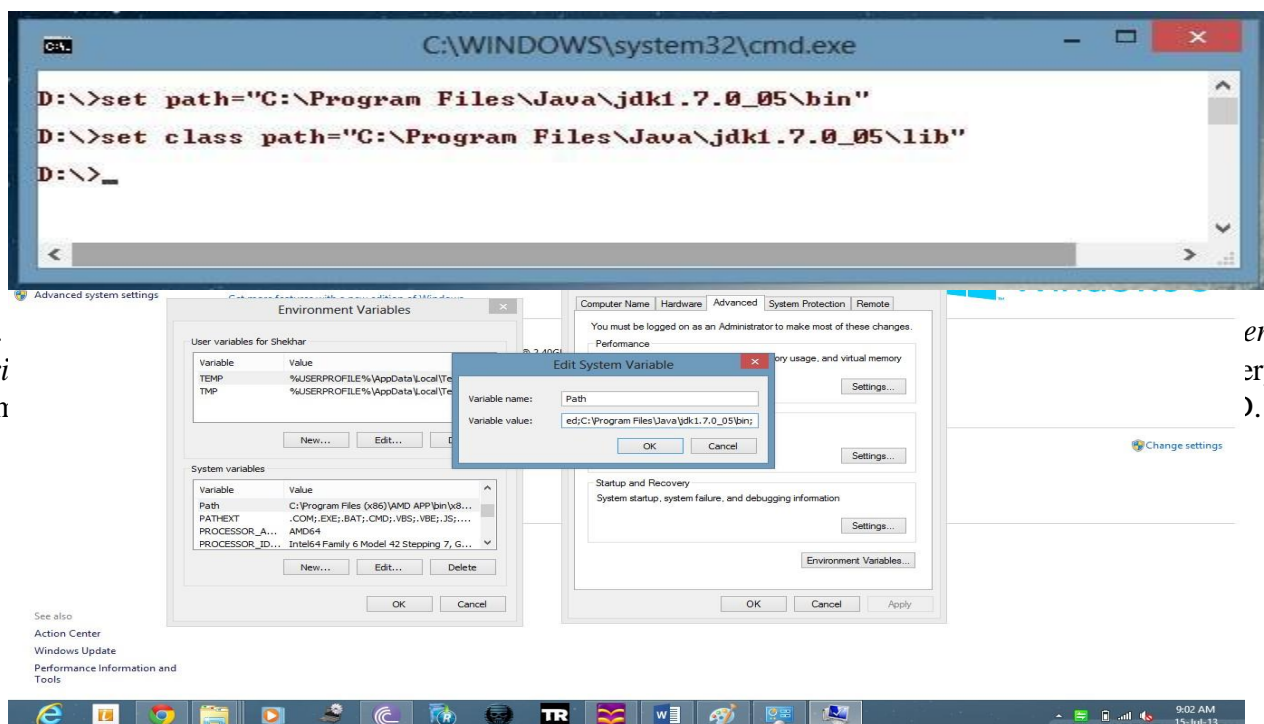 C:\WINDOWS\system32\cmd.exe
D:\>set path="C:\Program Files\Java\jdk1.7.0_05\bin"
D:\>set class path="C:\Program Files\Java\jdk1.7.0_05\lib"
D:\>_
Advanced system settings
Environment Variables
User variables for Shekhar
Variable Value
TEMP %USERPROFILE%\AppData\Local\Te
TMP %USERPROFILE%\AppData\Local\Te
New... Edit...
System variables
Variable Value
Path C:\Program Files (x86)\AMD APP\bin\x8...
PATHEXT .COM;.EXE;.BAT;.CMD;.VBS;.VBE;.JS;....
PROCESSOR_A... AMD64
PROCESSOR_ID... Intel64 Family 6 Model 42 Stepping 7, G...
New... Edit... Delete
OK Cancel
Edit System Variable
Variable name: Path
Variable value: ed;C:\Program Files\Java\jdk1.7.0_05\bin;
OK Cancel
Computer Name Hardware Advanced System Protection Remote
You must be logged on as an Administrator to make most of these changes.
Performance
ory usage, and virtual memory
Settings...
Settings...
Startup and Recovery
System startup, system failure, and debugging information
Settings...
Environment Variables...
OK Cancel Apply
Change settings
See also
Action Center
Windows Update
Performance Information and
Tools
9:02 AM
15-Jul-13